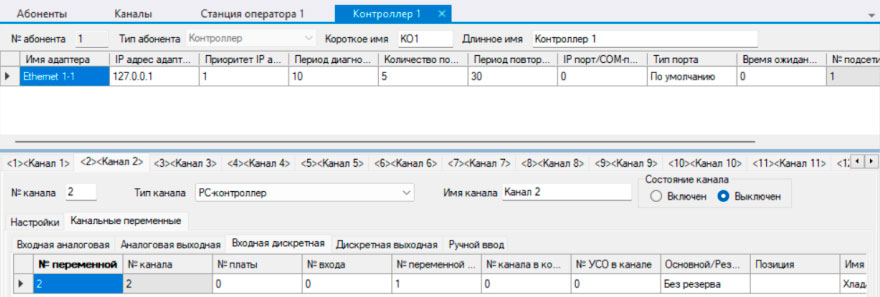 Абоненты Каналы Станция оператора 1 Контроллер 1 ×
№ абонента 1 Тип абонента Контроллер Короткое имя КО1 Длинное имя Контроллер 1
Имя адаптера IP адрес адапт... Приоритет IP а... Период диагно... Количество по... Период повтор... IP порт/COM-п... Тип порта Время ожидан... № подсети
Ethernet 1-1 127.0.0.1 1 10 5 30 0 По умолчанию 0 1
<1><Канал 1> <2><Канал 2> <3><Канал 3> <4><Канал 4> <5><Канал 5> <6><Канал 6> <7><Канал 7> <8><Канал 8> <9><Канал 9> <10><Канал 10> <11><Канал 11> <12
№ канала 2 Тип канала PC-контроллер Имя канала Канал 2 Состояние канала
Включен Выключен
Настройки Канальные переменные
Входная аналоговая Аналоговая выходная Входная дискретная Дискретная выходная Ручной ввод
№ переменной № канала № платы № входа № переменной ... № канала в ко... № УСО в канале Основной/Рез... Позиция Имя
2 2 0 0 1 0 0 Без резерва Хлад